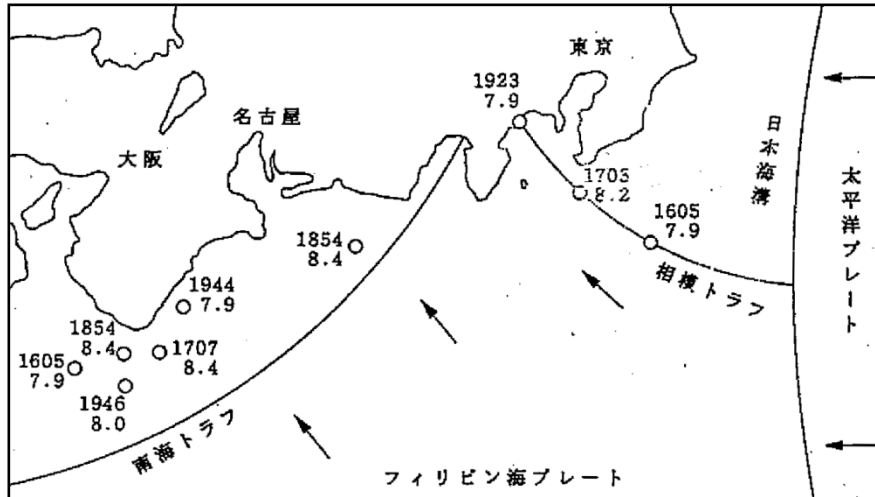 東京
1923
7.9
名古屋
大阪
日本海溝
太平洋プレート
1703
8.2
1605
7.9
相模トラフ
1854
8.4
1944
7.9
1854
8.4
1707
8.4
1605
7.9
1946
8.0
南海トラフ
フィリピン海プレート